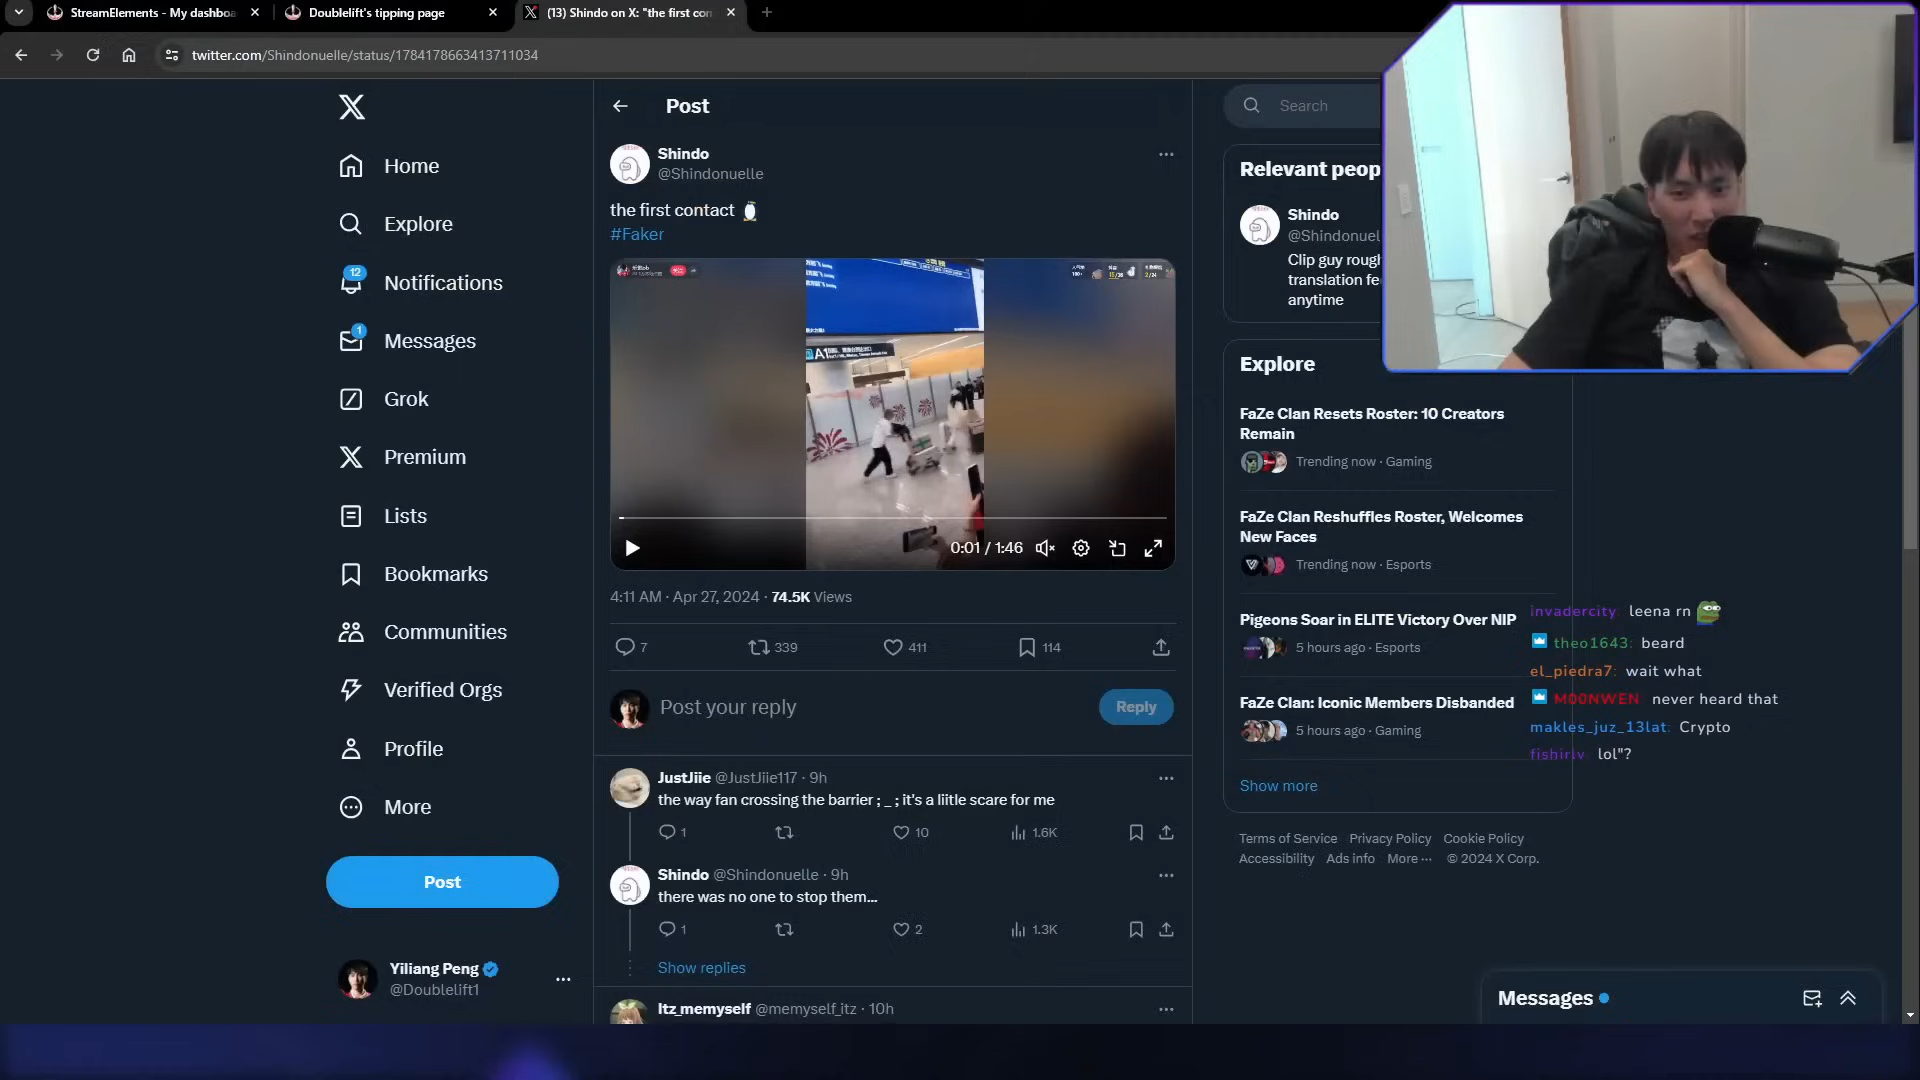 StreamElements - My dashbo
Doublelift's tipping page
(13) Shindo on X: "the first con
twitter.com/Shindonuelle/status/1784178663413711034
Home
Explore
12
Notifications
1
Messages
Grok
Premium
Lists
Bookmarks
Communities
Verified Orgs
Profile
More
Post
Yiliang Peng
@Doublelift1
Post
Shindo
@Shindonuelle
the first contact
#Faker
A1
0:01 / 1:46
4:11 AM · Apr 27, 2024 · 74.5K Views
7
339
411
114
Post your reply
Reply
JustJiie @JustJiie117 · 9h
the way fan crossing the barrier ; _ ; it's a liitle scare for me
1
10
1.6K
Shindo @Shindonuelle · 9h
there was no one to stop them...
1
2
1.3K
Show replies
Itz_memyself @memyself_itz · 10h
Search
Relevant peop
Shindo
@Shindonuel
Clip guy rough
translation fe
anytime
Explore
FaZe Clan Resets Roster: 10 Creators
Remain
Trending now · Gaming
FaZe Clan Reshuffles Roster, Welcomes
New Faces
Trending now · Esports
Pigeons Soar in ELITE Victory Over NIP
5 hours ago · Esports
FaZe Clan: Iconic Members Disbanded
5 hours ago · Gaming
Show more
Terms of Service Privacy Policy Cookie Policy
Accessibility Ads info More ··· © 2024 X Corp.
invadercity: leena rn
theo1643: beard
el_piedra7: wait what
M00NWEN never heard that
makles_juz_13lat: Crypto
fishirlv lol"?
Messages